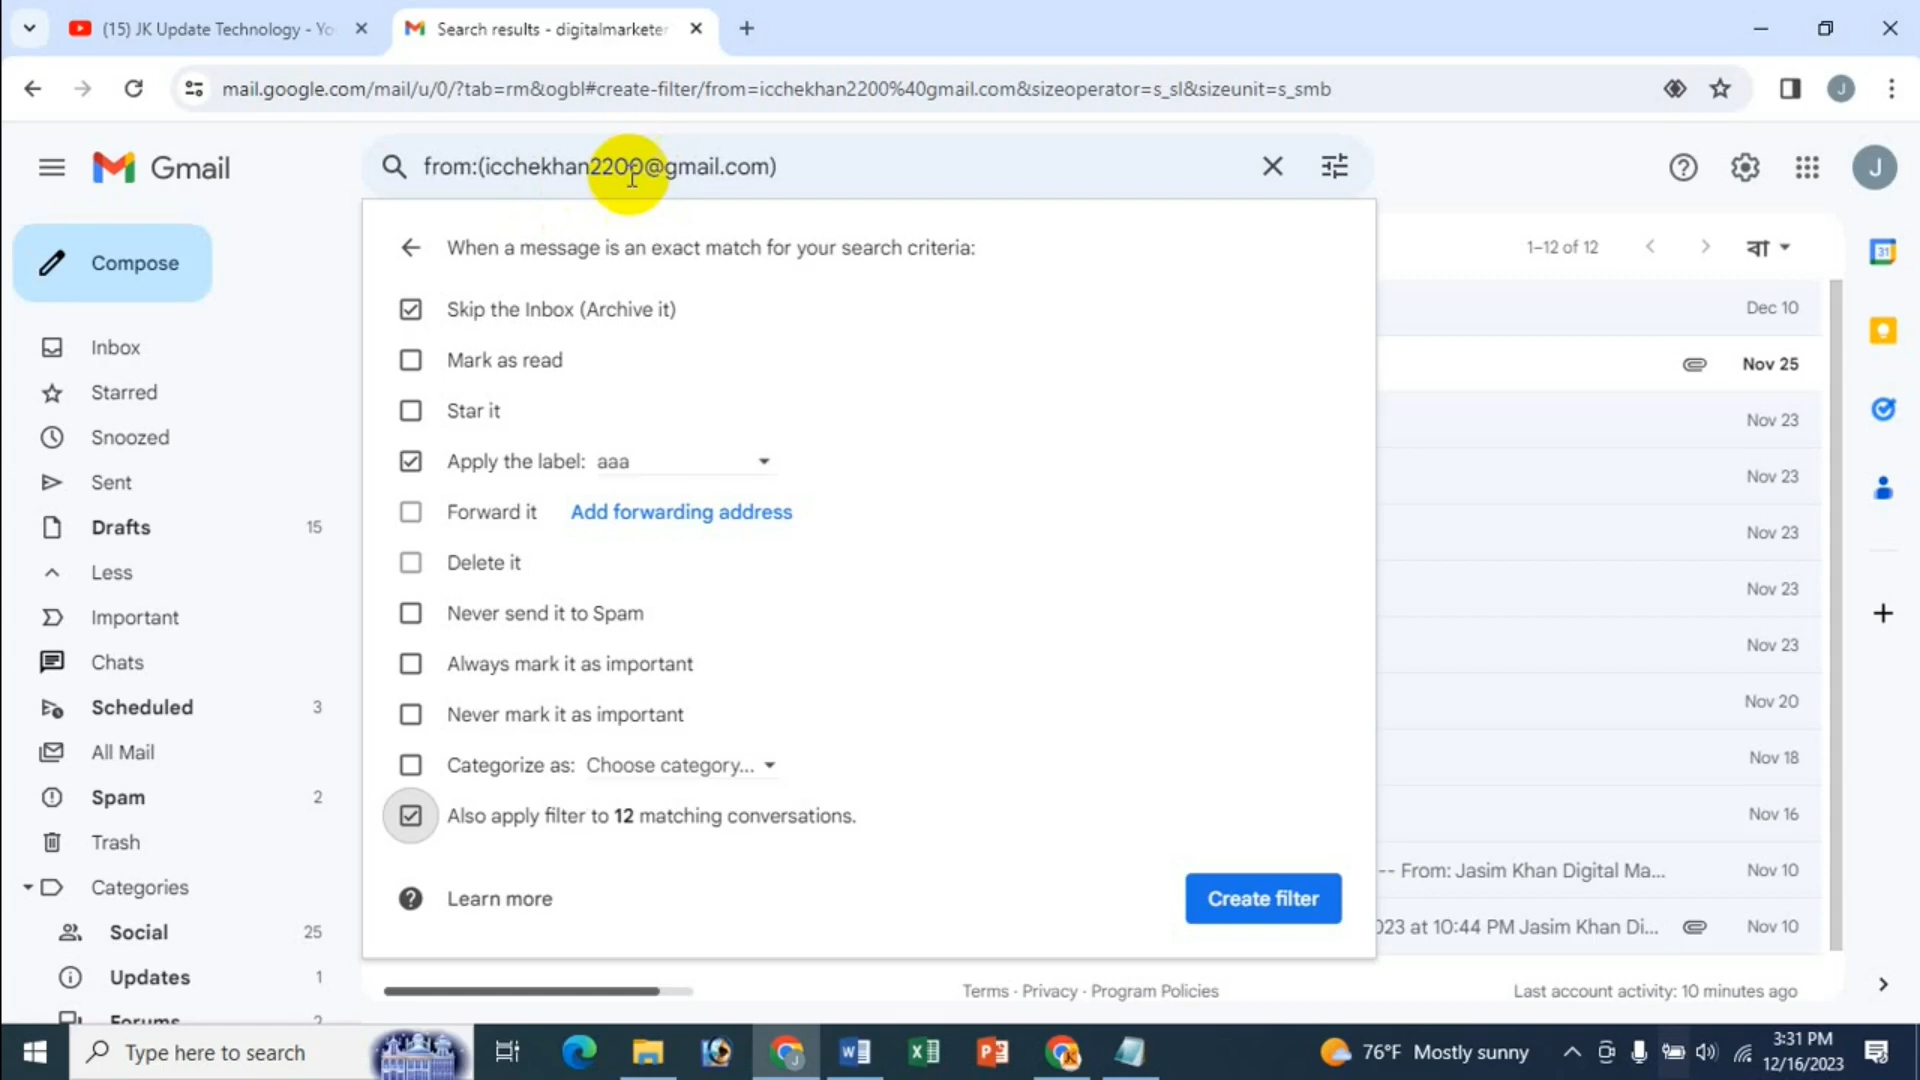 (15) JK Update Technology - Yo
Search results - digitalmarketer
mail.google.com/mail/u/0/?tab=rm&ogbl#create-filter/from=icchekhan2200%40gmail.com&sizeoperator=s_sl&sizeunit=s_smb
J
Gmail
from:(icchekhan2200@gmail.com)
J
Compose
When a message is an exact match for your search criteria:
1–12 of 12
বা
31
Skip the Inbox (Archive it)
Dec 10
Inbox
Mark as read
Nov 25
Starred
Star it
Nov 23
Snoozed
Apply the label: aaa
Nov 23
Sent
Forward it Add forwarding address
Nov 23
Drafts 15
Delete it
Less
Nov 23
Important
Never send it to Spam
Nov 23
Chats
Always mark it as important
Scheduled 3
Never mark it as important
Nov 20
All Mail
Categorize as: Choose category...
Nov 18
Spam 2
Also apply filter to 12 matching conversations.
Nov 16
Trash
-- From: Jasim Khan Digital Ma...
Nov 10
Categories
Learn more
Create filter
Social 25
023 at 10:44 PM Jasim Khan Di...
Nov 10
Updates 1
Terms · Privacy · Program Policies
Last account activity: 10 minutes ago
Forums 2
Type here to search
76°F Mostly sunny
3:31 PM
12/16/2023